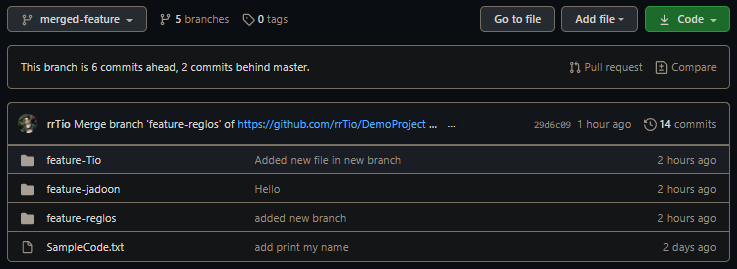 merged-feature 5 branches 0 tags Go to file Add file Code
This branch is 6 commits ahead, 2 commits behind master. Pull request Compare
rrTio Merge branch 'feature-reglos' of https://github.com/rrTio/DemoProject ... ... 29d6c09 1 hour ago 14 commits
feature-Tio Added new file in new branch 2 hours ago
feature-jadoon Hello 2 hours ago
feature-reglos added new branch 2 hours ago
SampleCode.txt add print my name 2 days ago